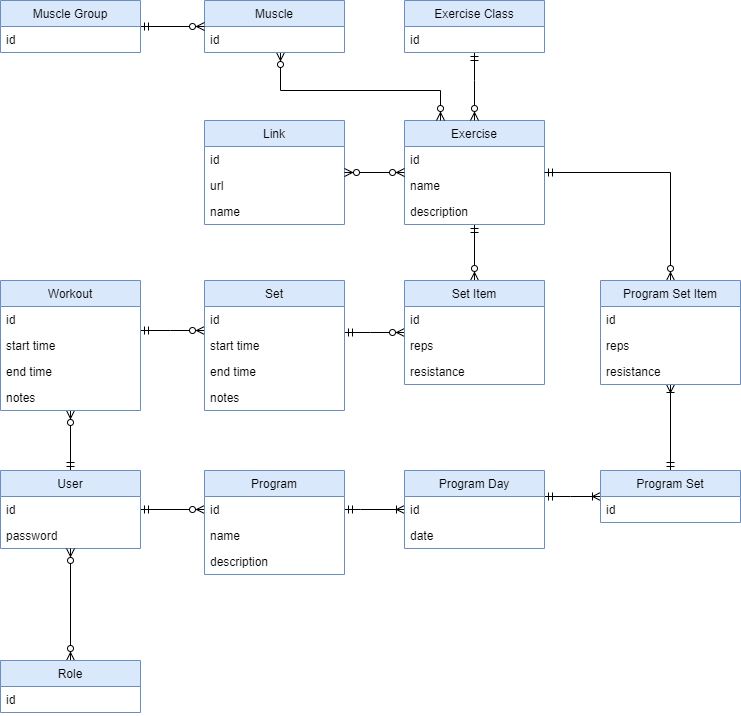 Muscle Group
id
Muscle
id
Exercise Class
id
Link
id
url
name
Exercise
id
name
description
Workout
id
start time
end time
notes
Set
id
start time
end time
notes
Set Item
id
reps
resistance
Program Set Item
id
reps
resistance
User
id
password
Program
id
name
description
Program Day
id
date
Program Set
id
Role
id